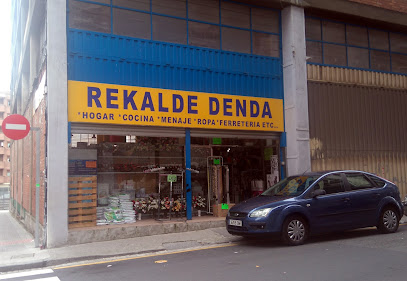 REKALDE DENDA
*HOGAR *COCINA *MENAJE *ROPA *FERRETERIA ETC...